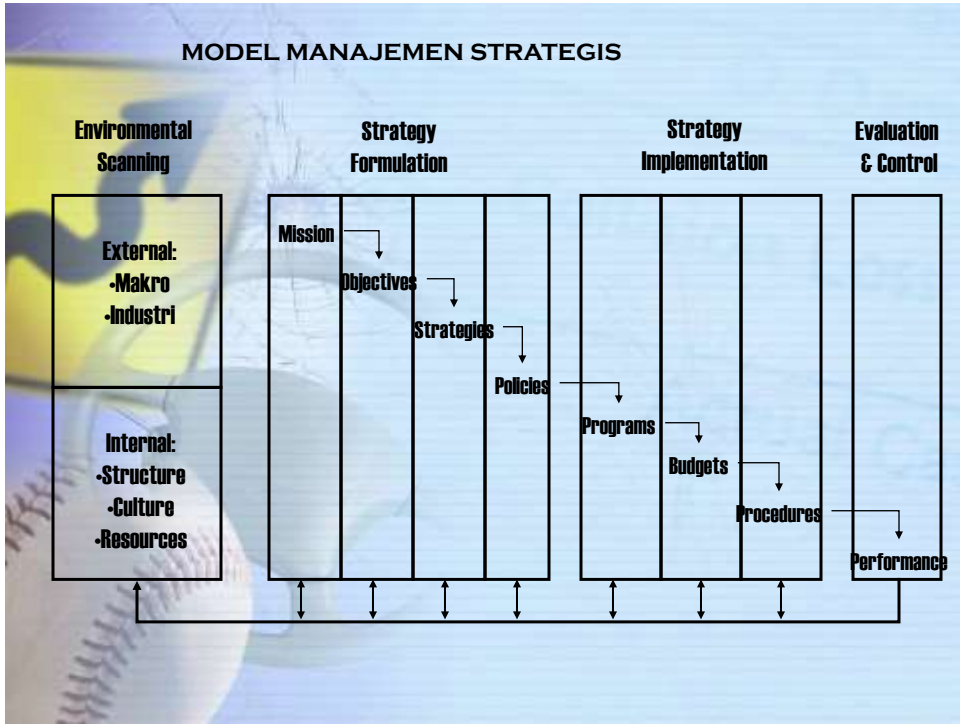 MODEL MANAJEMEN STRATEGIS
Environmental
Scanning
Strategy
Formulation
Strategy
Implementation
Evaluation
& Control
External:
•Makro
•Industri
Internal:
•Structure
•Culture
•Resources
Mission
Objectives
Strategies
Policies
Programs
Budgets
Procedures
Performance